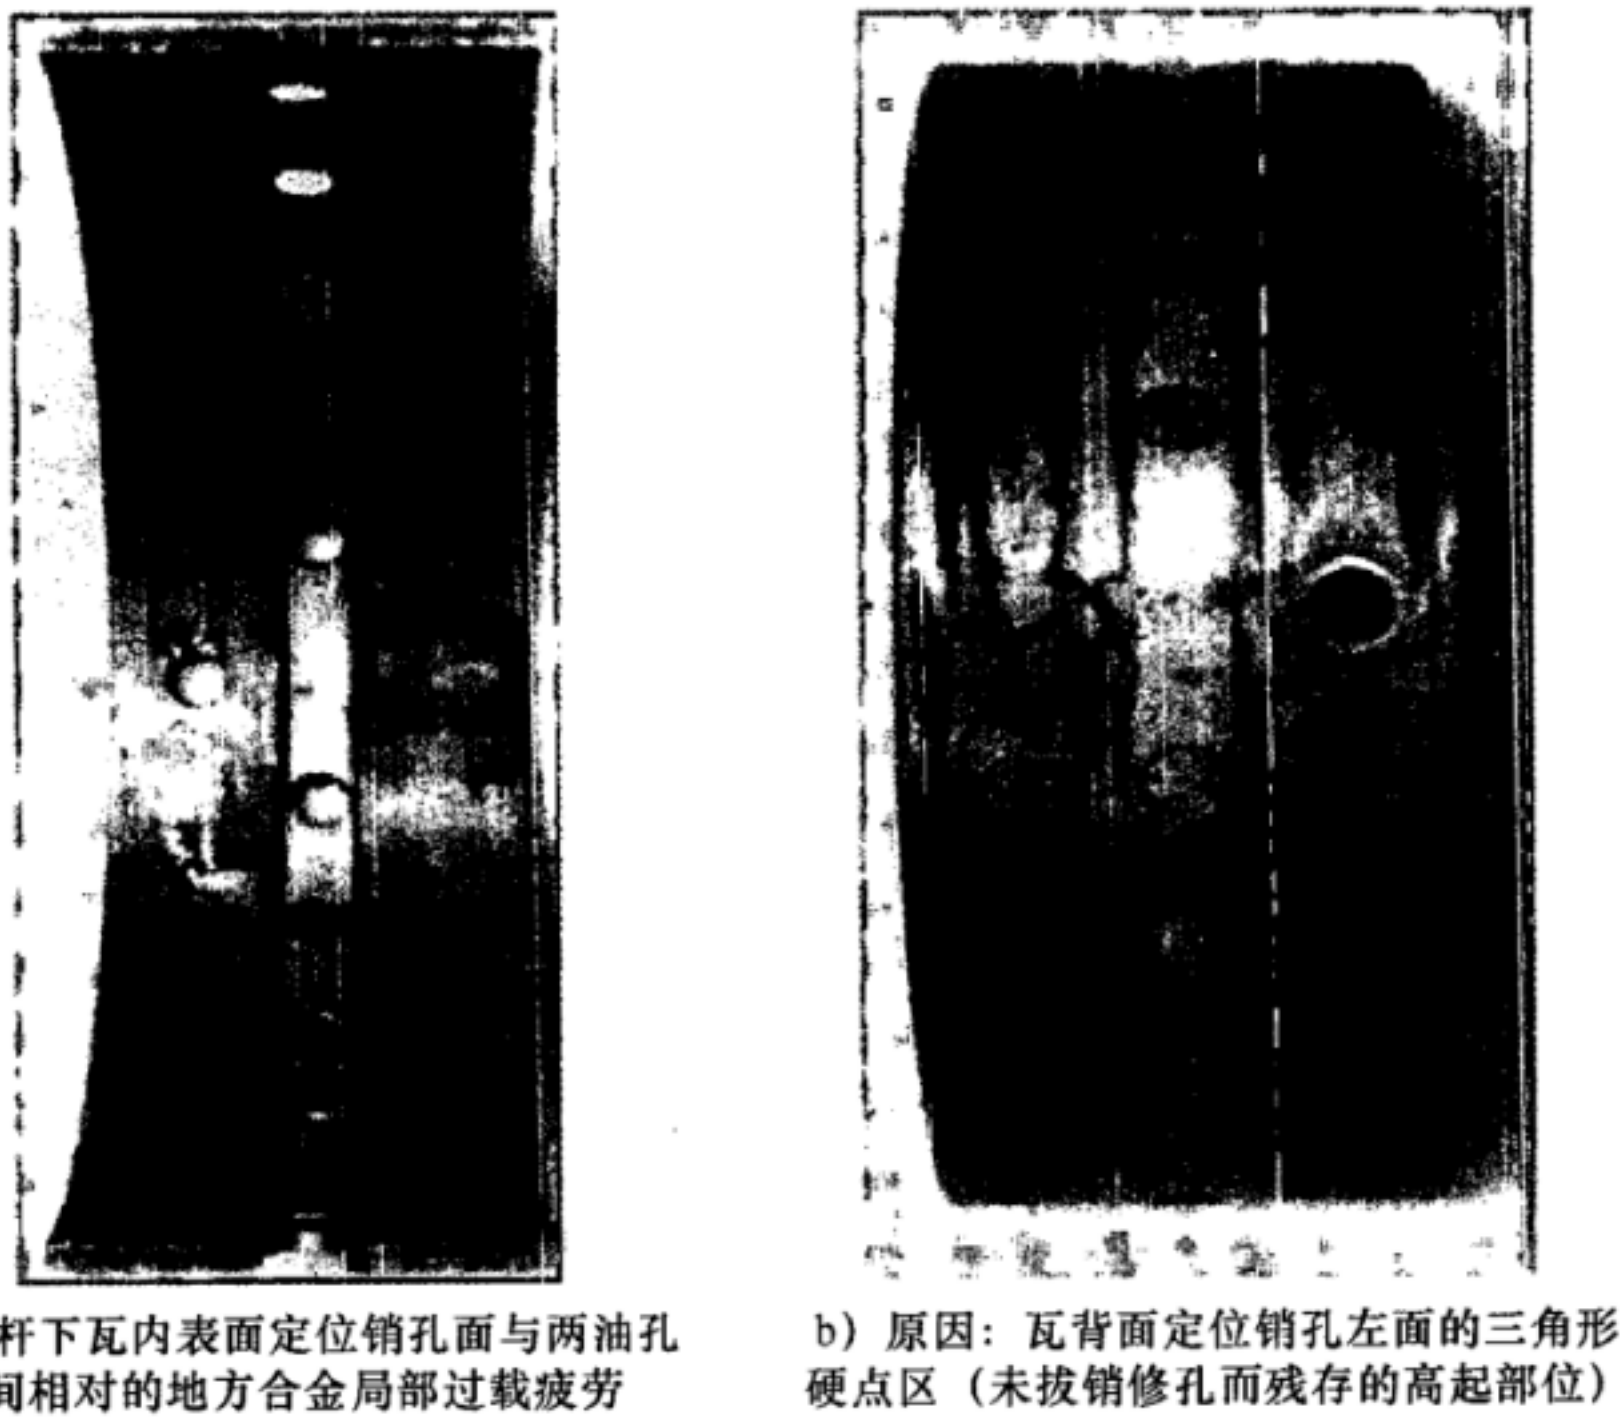 杆下瓦内表面定位销孔面与两油孔
间相对的地方合金局部过载疲劳
b) 原因: 瓦背面定位销孔左面的三角形
硬点区 (未拔销修孔而残存的高起部位)